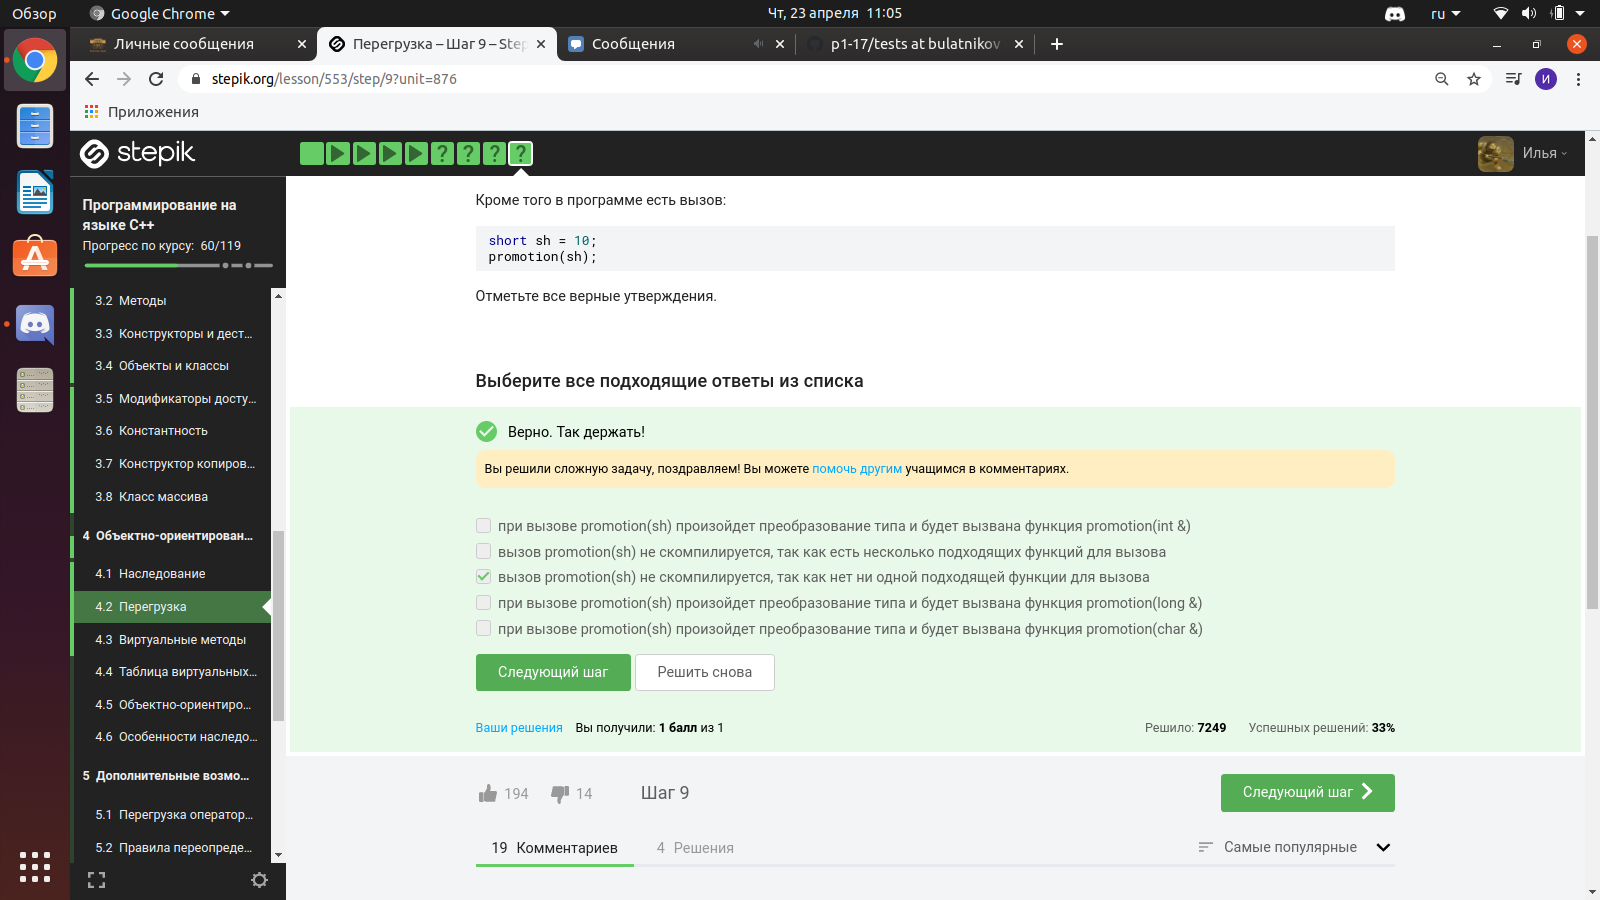 Обзор
Google Chrome
Чт, 23 апреля 11:05
ru
Личные сообщения
Перегрузка – Шаг 9 – Step
Сообщения
p1-17/tests at bulatnikov
stepik.org/lesson/553/step/9?unit=876
И
Приложения
stepik
Илья
Программирование на
языке C++
Прогресс по курсу: 60/119
3.2 Методы
3.3 Конструкторы и дест...
3.4 Объекты и классы
3.5 Модификаторы досту...
3.6 Константность
3.7 Конструктор копиров...
3.8 Класс массива
4 Объектно-ориентирован...
4.1 Наследование
4.2 Перегрузка
4.3 Виртуальные методы
4.4 Таблица виртуальных...
4.5 Объектно-ориентиро...
4.6 Особенности наследо...
5 Дополнительные возмо...
5.1 Перегрузка оператор...
5.2 Правила переопреде...
Кроме того в программе есть вызов:
short sh = 10;
promotion(sh);
Отметьте все верные утверждения.
Выберите все подходящие ответы из списка
Верно. Так держать!
Вы решили сложную задачу, поздравляем! Вы можете помочь другим учащимся в комментариях.
при вызове promotion(sh) произойдет преобразование типа и будет вызвана функция promotion(int &)
вызов promotion(sh) не скомпилируется, так как есть несколько подходящих функций для вызова
вызов promotion(sh) не скомпилируется, так как нет ни одной подходящей функции для вызова
при вызове promotion(sh) произойдет преобразование типа и будет вызвана функция promotion(long &)
при вызове promotion(sh) произойдет преобразование типа и будет вызвана функция promotion(char &)
Следующий шаг
Решить снова
Ваши решения Вы получили: 1 балл из 1
Решило: 7249 Успешных решений: 33%
194
14
Шаг 9
Следующий шаг
19 Комментариев
4 Решения
Самые популярные